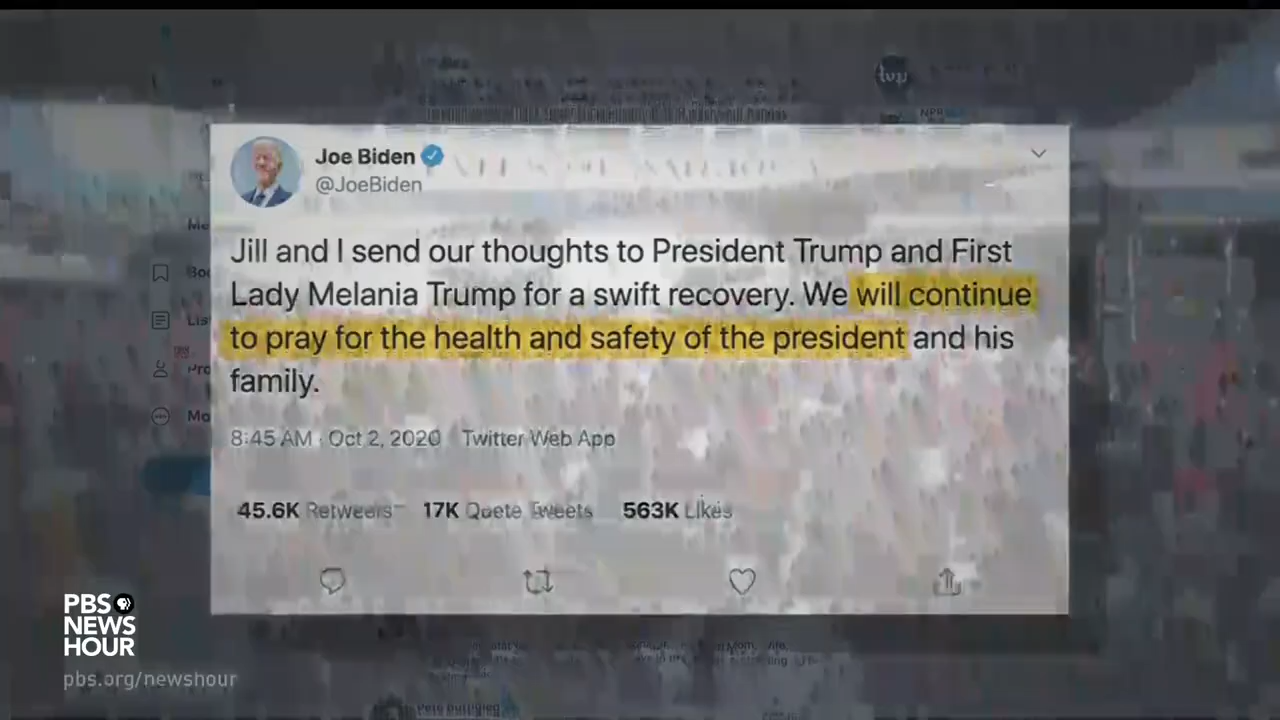 Joe Biden
@JoeBiden
Jill and I send our thoughts to President Trump and First
Lady Melania Trump for a swift recovery. We will continue
to pray for the health and safety of the president and his
family.
8:45 AM · Oct 2, 2020 Twitter Web App
45.6K Retweets 17K Quote Tweets 563K Likes
PBS
NEWS
HOUR
pbs.org/newshour